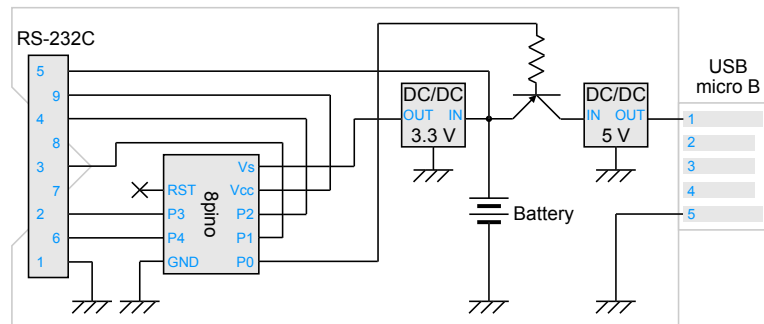 RS-232C
5
9
4
8
3
7
2
6
1
RST
P3
P4
GND
8pino
Vs
Vcc
P2
P1
P0
DC/DC
OUT IN
3.3 V
Battery
DC/DC
IN OUT
5 V
USB
micro B
1
2
3
4
5